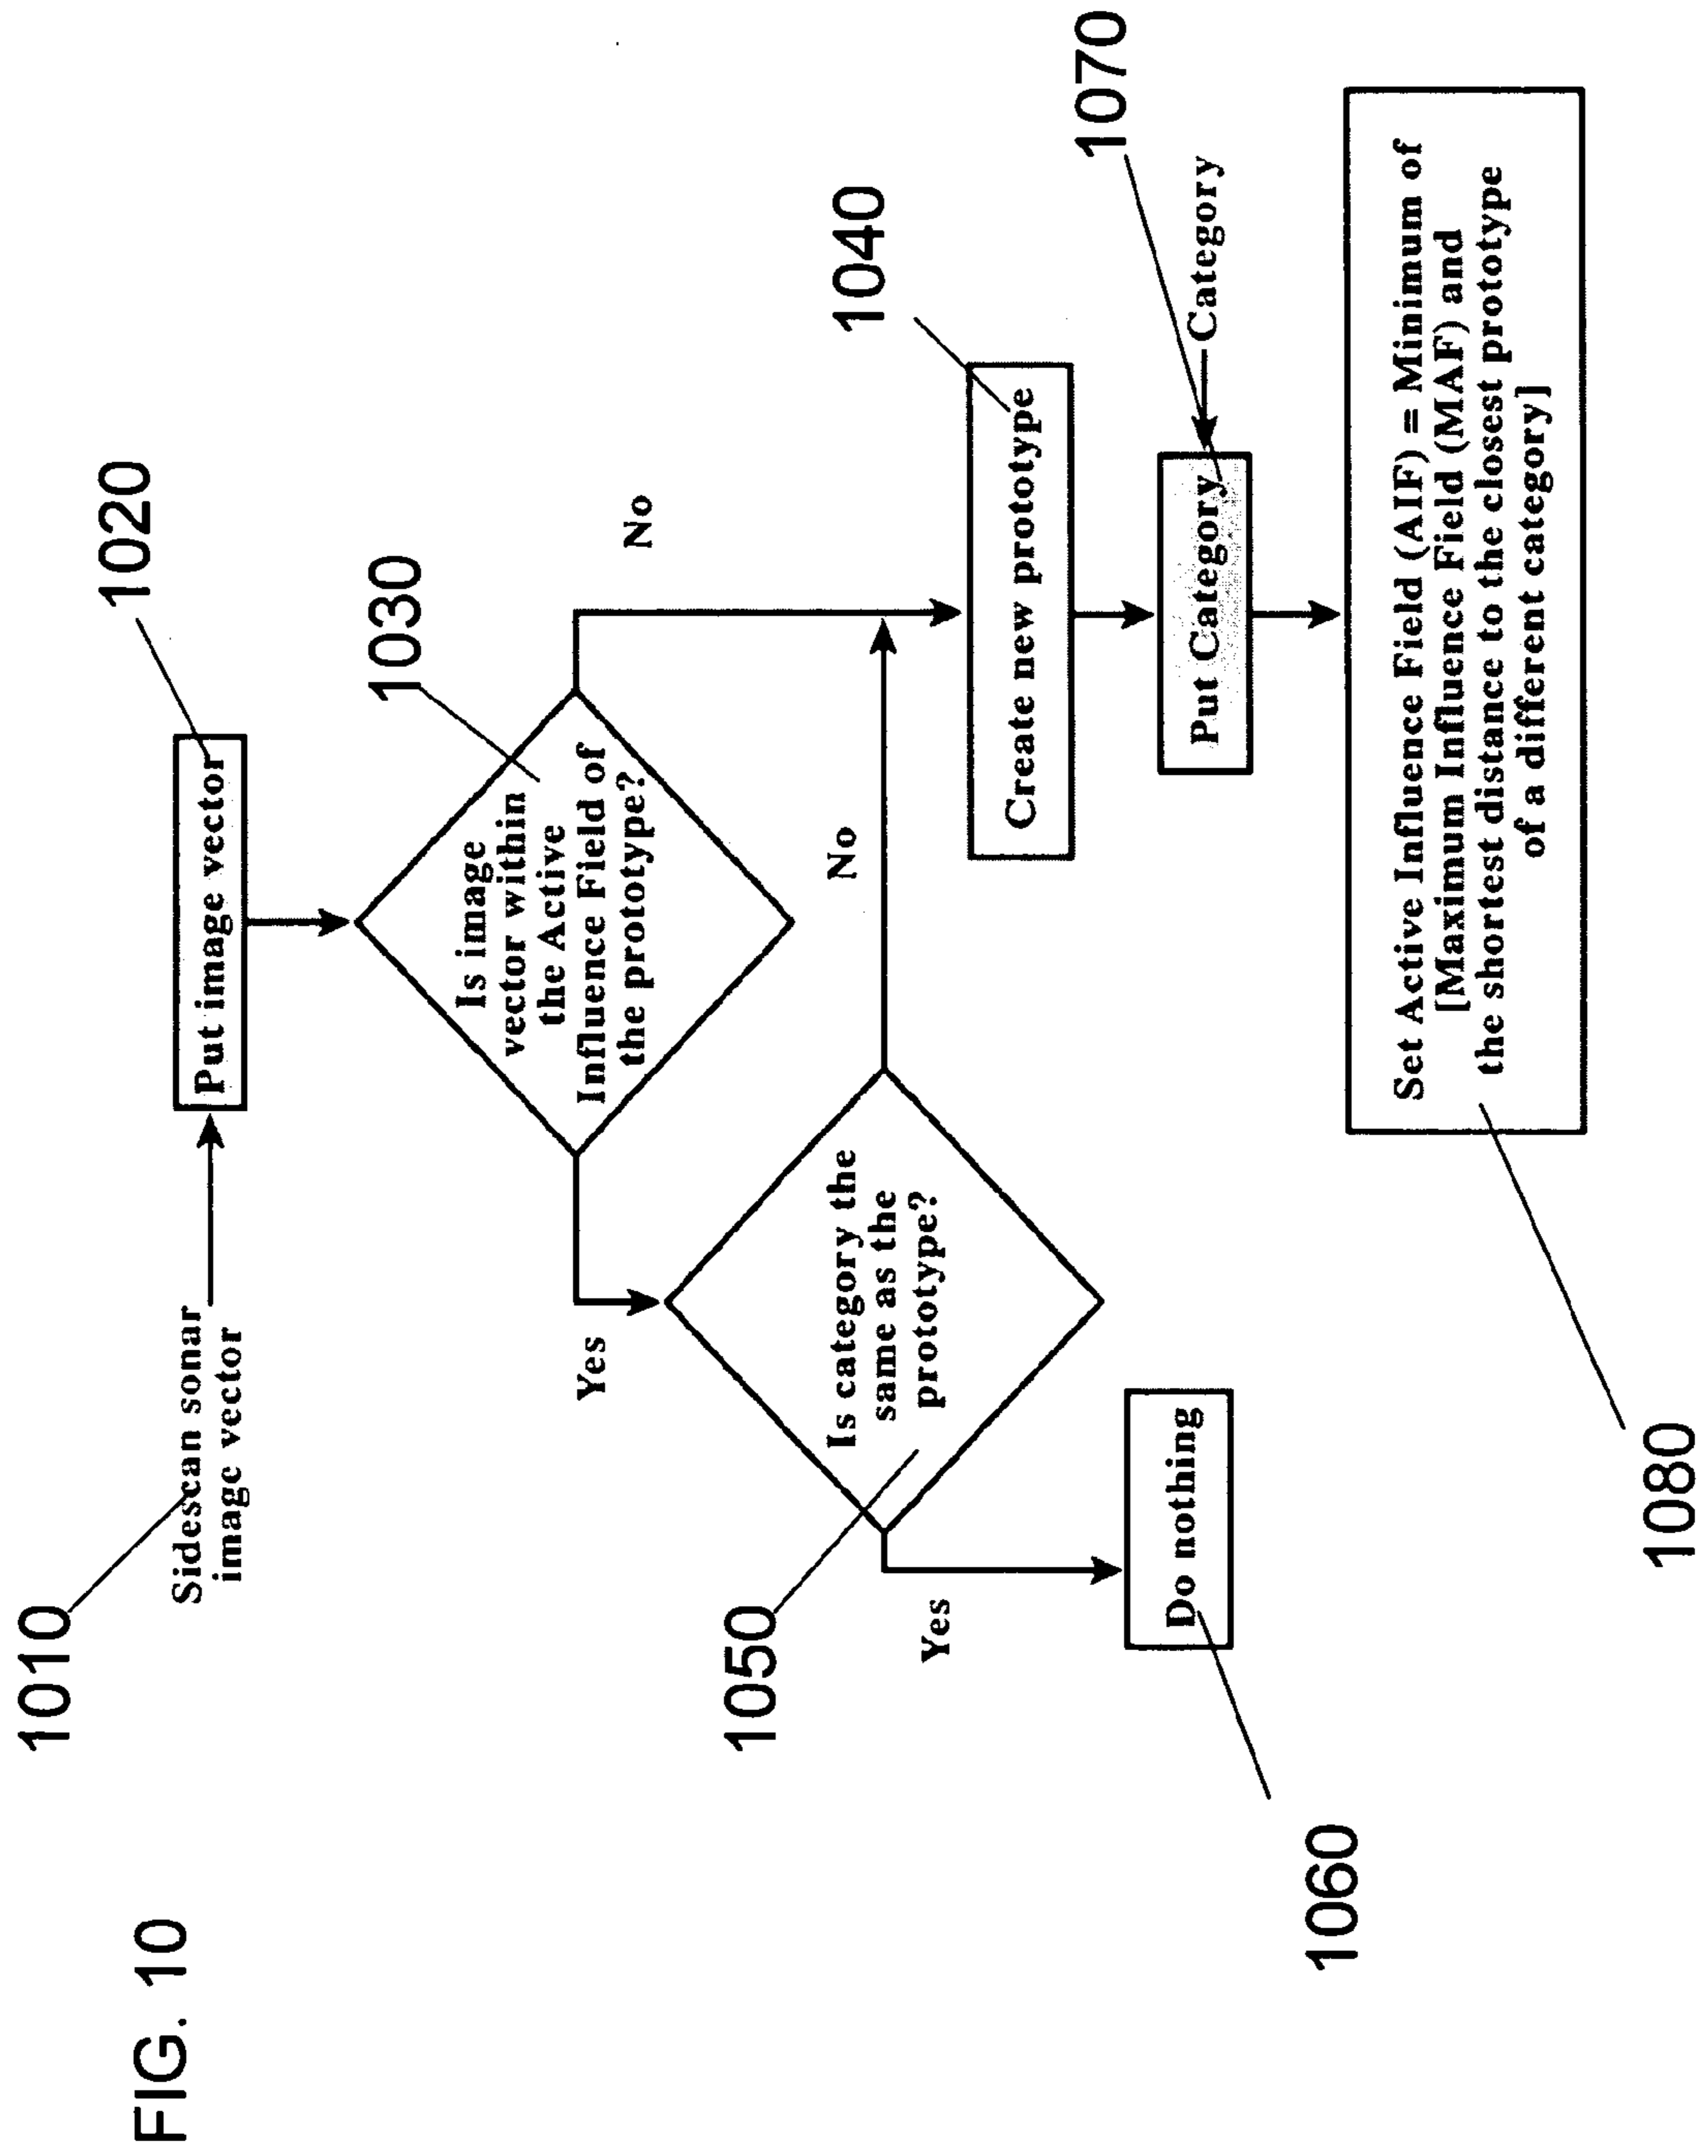 FIG. 10
1010
Sidescan sonar
image vector
1020
Put image vector
1030
Is image
vector within
the Active
Influence Field of
the prototype?
Yes
No
1050
Is category the
same as the
prototype?
Yes
No
1040
Create new prototype
1060
Do nothing
1070
Put Category
Category
1080
Set Active Influence Field (AIF) = Minimum of
[Maximum Influence Field (MAF) and
the shortest distance to the closest prototype
of a different category]